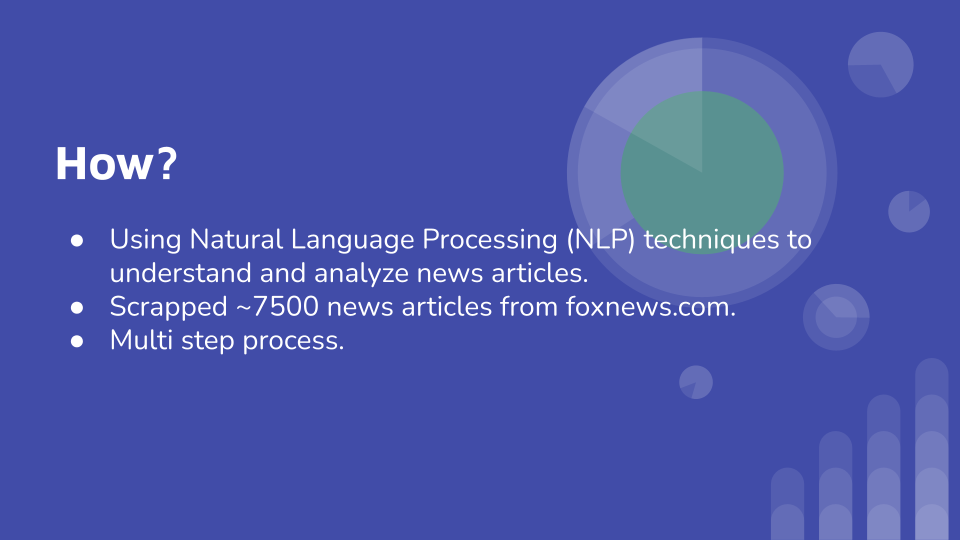 How?
● Using Natural Language Processing (NLP) techniques to
understand and analyze news articles.
● Scrapped ~7500 news articles from foxnews.com.
● Multi step process.